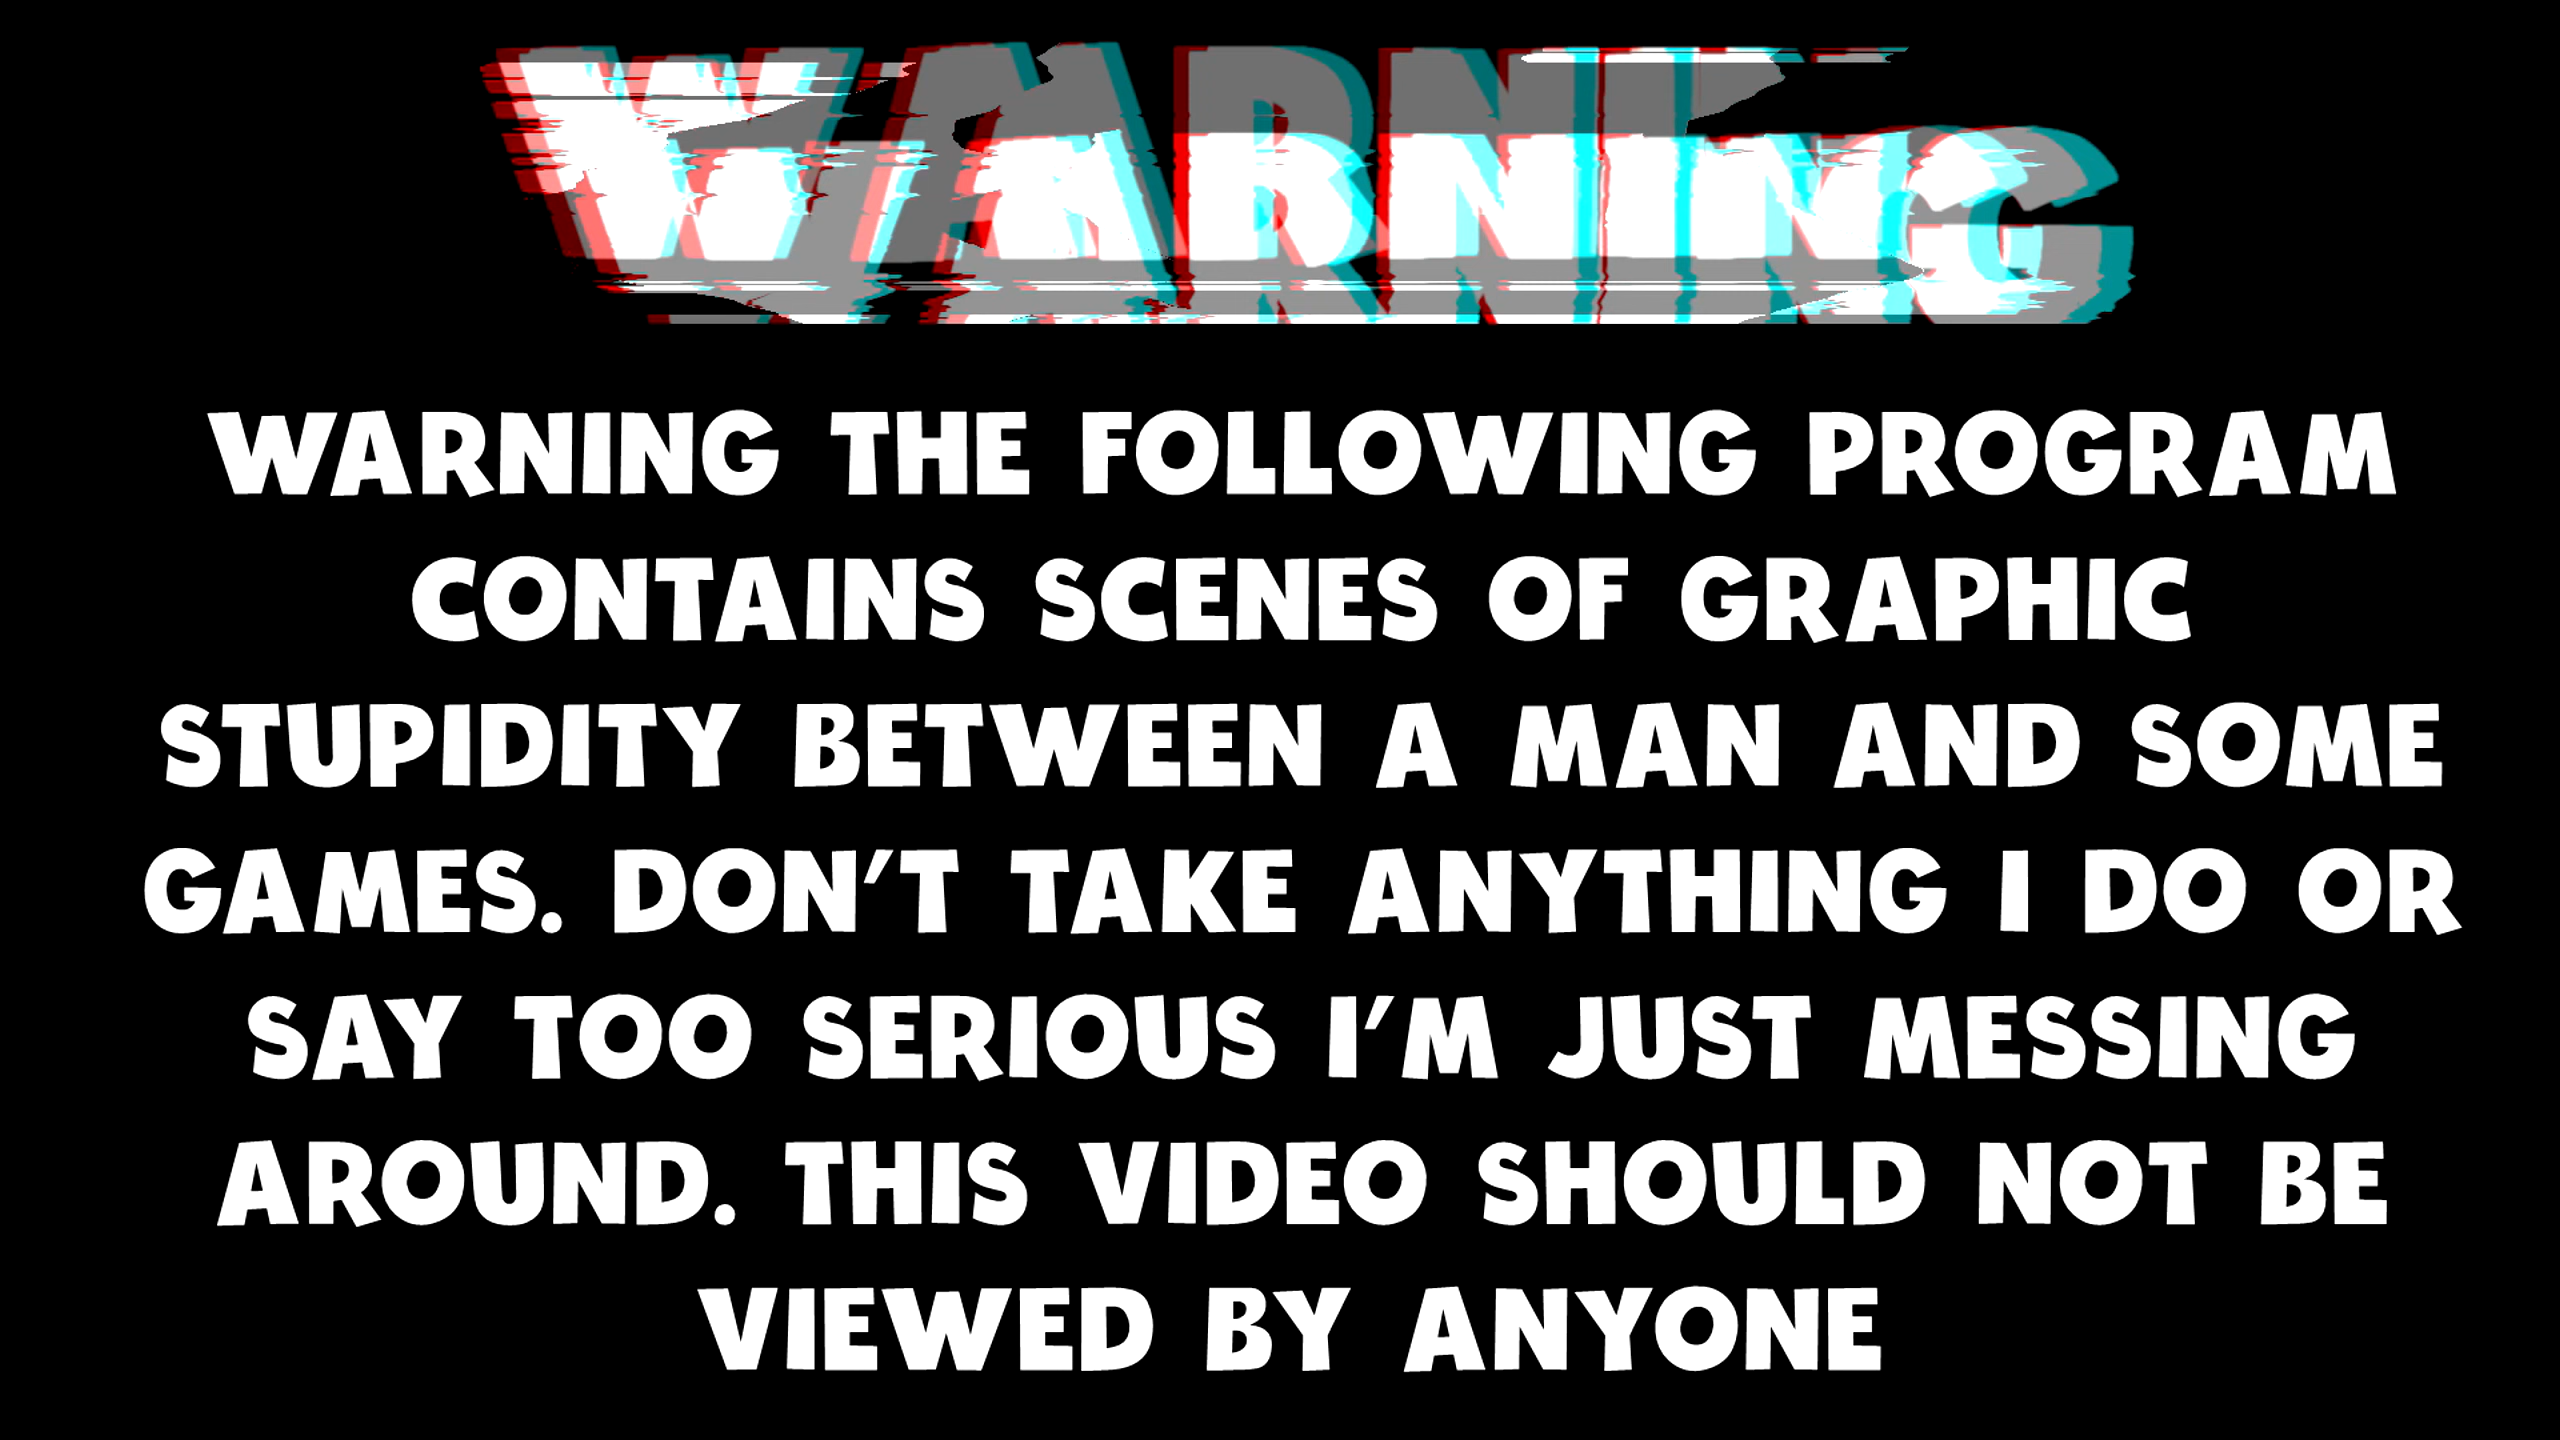 WARNING
WARNING THE FOLLOWING PROGRAM
CONTAINS SCENES OF GRAPHIC
STUPIDITY BETWEEN A MAN AND SOME
GAMES. DON'T TAKE ANYTHING I DO OR
SAY TOO SERIOUS I'M JUST MESSING
AROUND. THIS VIDEO SHOULD NOT BE
VIEWED BY ANYONE